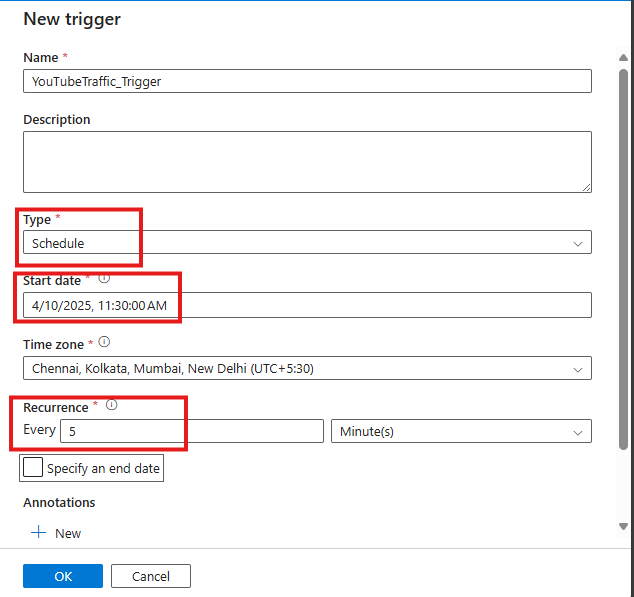 New trigger
Name *
YouTubeTraffic_Trigger
Description
Type *
Schedule
Start date *
4/10/2025, 11:30:00 AM
Time zone *
Chennai, Kolkata, Mumbai, New Delhi (UTC+5:30)
Recurrence *
Every 5 Minute(s)
Specify an end date
Annotations
New
OK Cancel